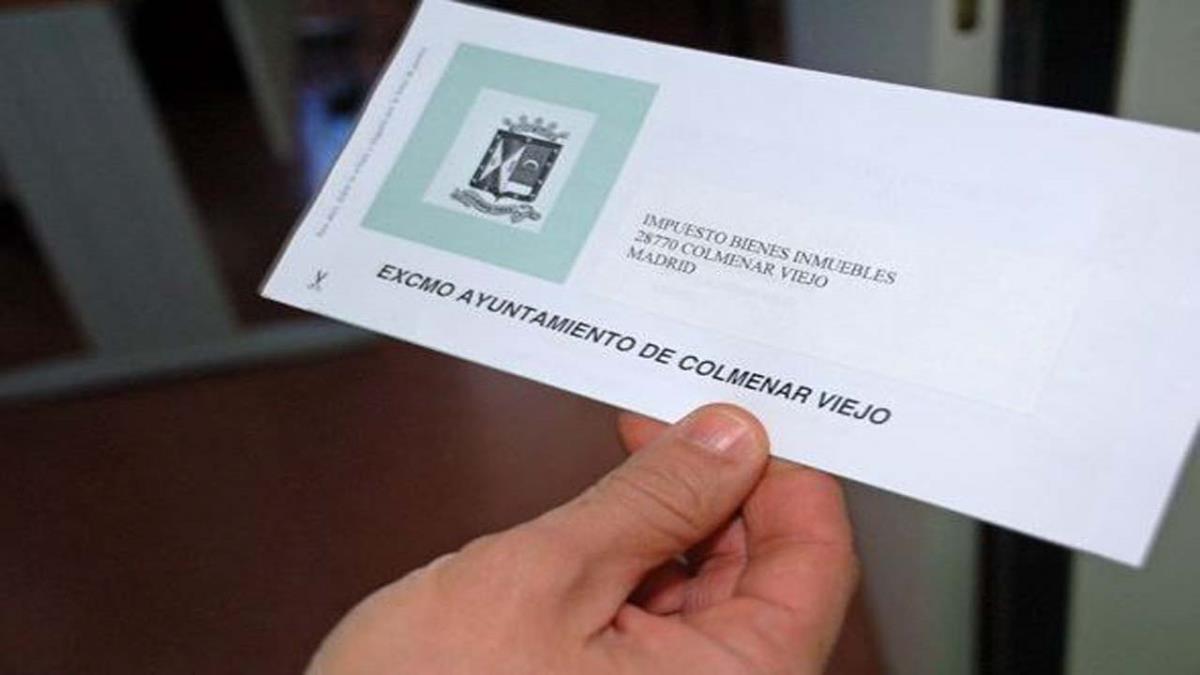 IMPUESTO BIENES INMUEBLES
28770 COLMENAR VIEJO
MADRID
EXCMO AYUNTAMIENTO DE COLMENAR VIEJO